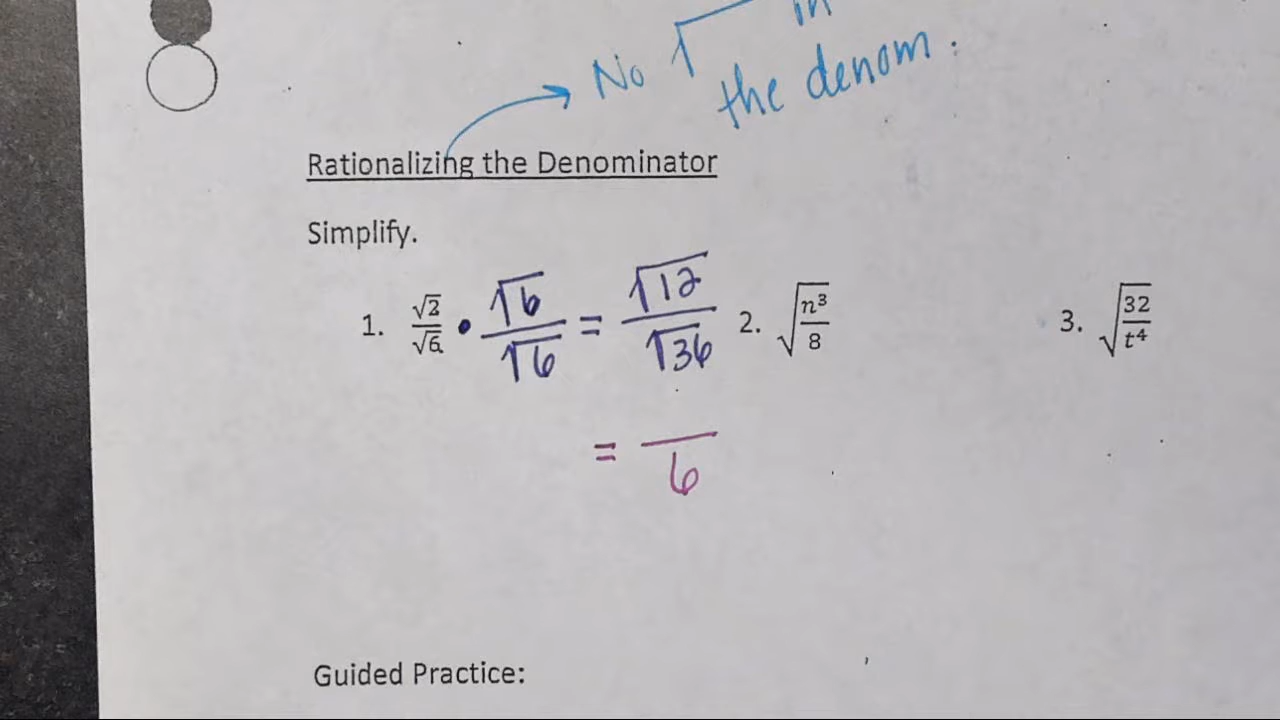 No √ in
the denom.
Rationalizing the Denominator
Simplify.
1. √2/√6 • √6/√6 = √12/√36 2. √(n³/8) 3. √(32/t⁴)
= /6
Guided Practice: